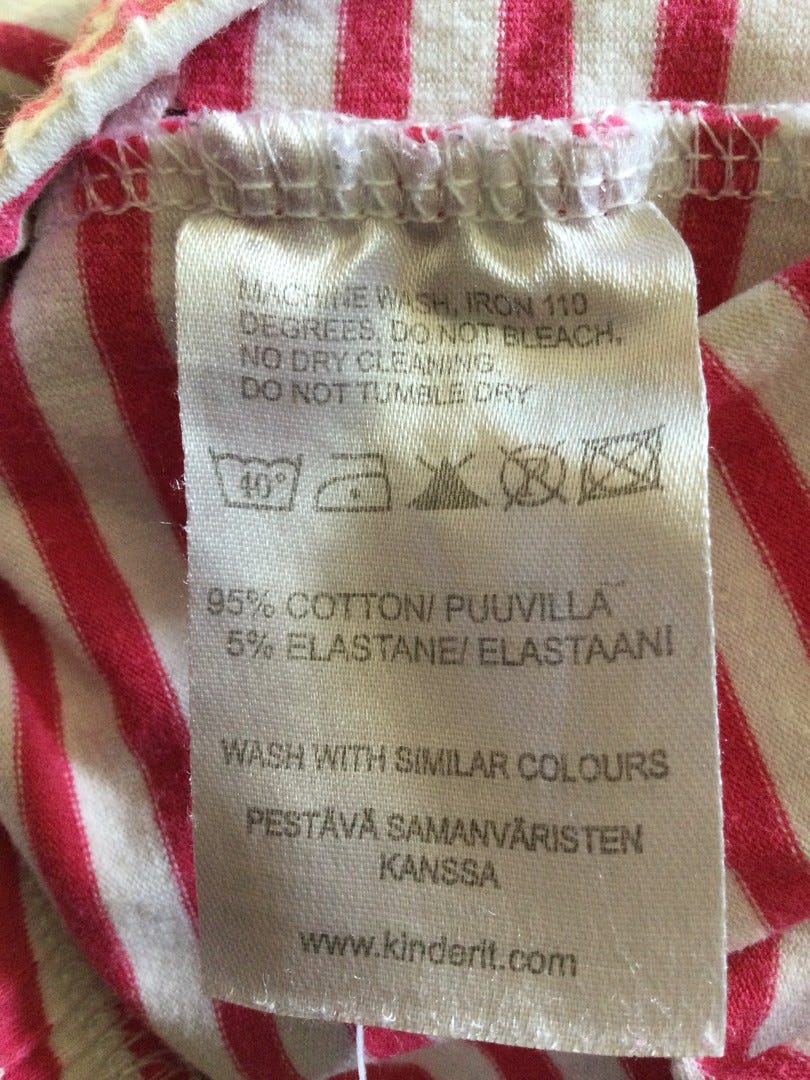 MACHINE WASH, IRON 110
DEGREES, DO NOT BLEACH,
NO DRY CLEANING,
DO NOT TUMBLE DRY
40°
95% COTTON/ PUUVILLA
5% ELASTANE/ ELASTAANI
WASH WITH SIMILAR COLOURS
PESTÄVÄ SAMANVÄRISTEN
KANSSA
www.kinderit.com